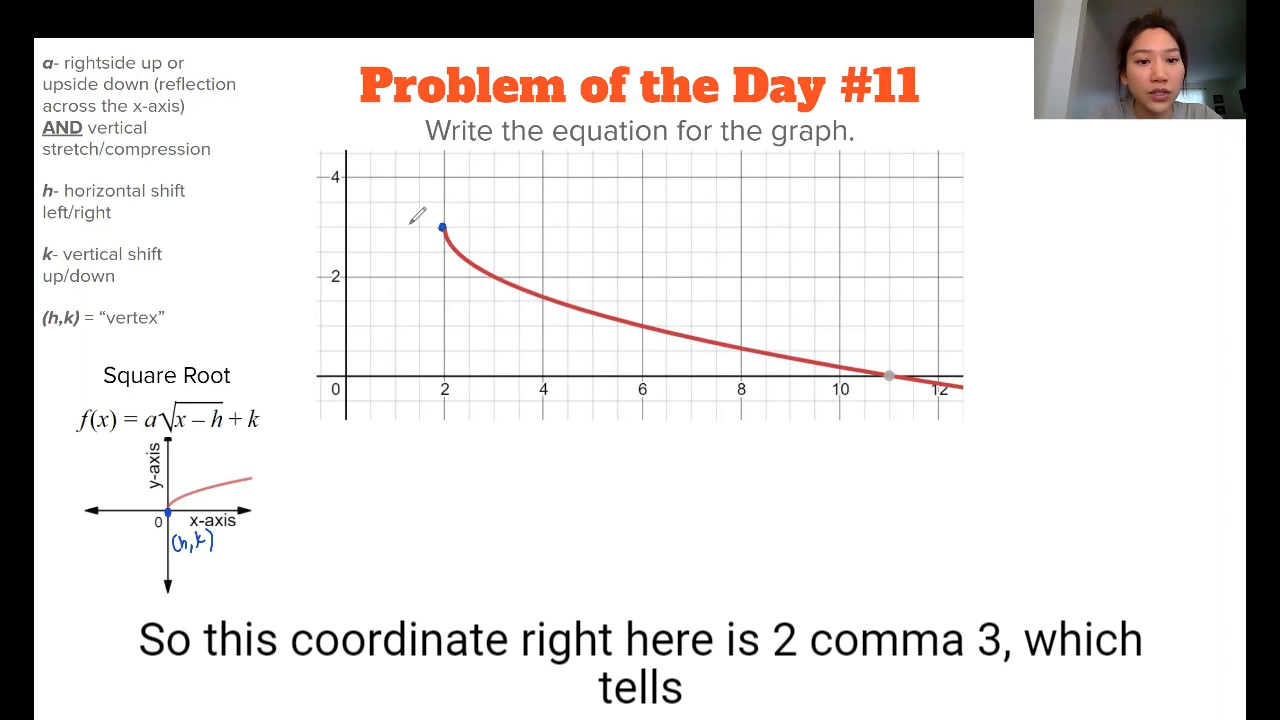 a- rightside up or
upside down (reflection
across the x-axis)
AND vertical
stretch/compression
h- horizontal shift
left/right
k- vertical shift
up/down
(h,k) = “vertex”
Square Root
f(x) = a√x – h + k
y-axis
0
x-axis
(h,k)
Problem of the Day #11
Write the equation for the graph.
4
2
0
2
4
6
8
10
12
So this coordinate right here is 2 comma 3, which
tells